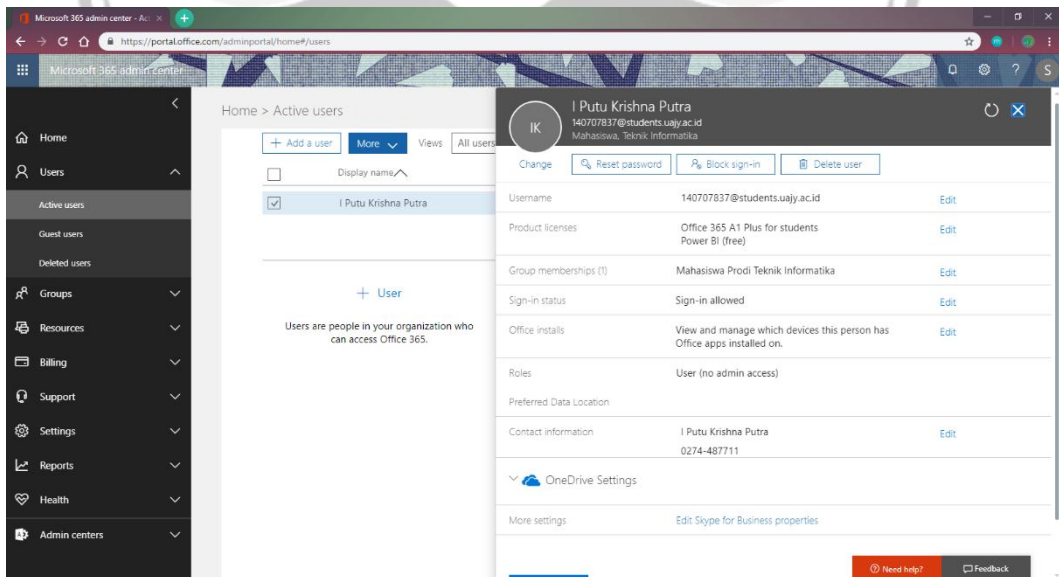 Microsoft 365 admin center - Act
https://portal.office.com/adminportal/home#/users
Microsoft 365 admin center
?
S
Home
Users
Active users
Guest users
Deleted users
Groups
Resources
Billing
Support
Settings
Reports
Health
Admin centers
Home > Active users
+ Add a user
More
Views
All users
Display name
I Putu Krishna Putra
+ User
Users are people in your organization who
can access Office 365.
IK
I Putu Krishna Putra
140707837@students.uajy.ac.id
Mahasiswa, Teknik Informatika
Change
Reset password
Block sign-in
Delete user
Username 140707837@students.uajy.ac.id Edit
Product licenses Office 365 A1 Plus for students Edit
Power BI (free)
Group memberships (1) Mahasiswa Prodi Teknik Informatika Edit
Sign-in status Sign-in allowed Edit
Office installs View and manage which devices this person has Edit
Office apps installed on.
Roles User (no admin access)
Preferred Data Location
Contact information I Putu Krishna Putra Edit
0274-487711
OneDrive Settings
More settings Edit Skype for Business properties
Need help?
Feedback